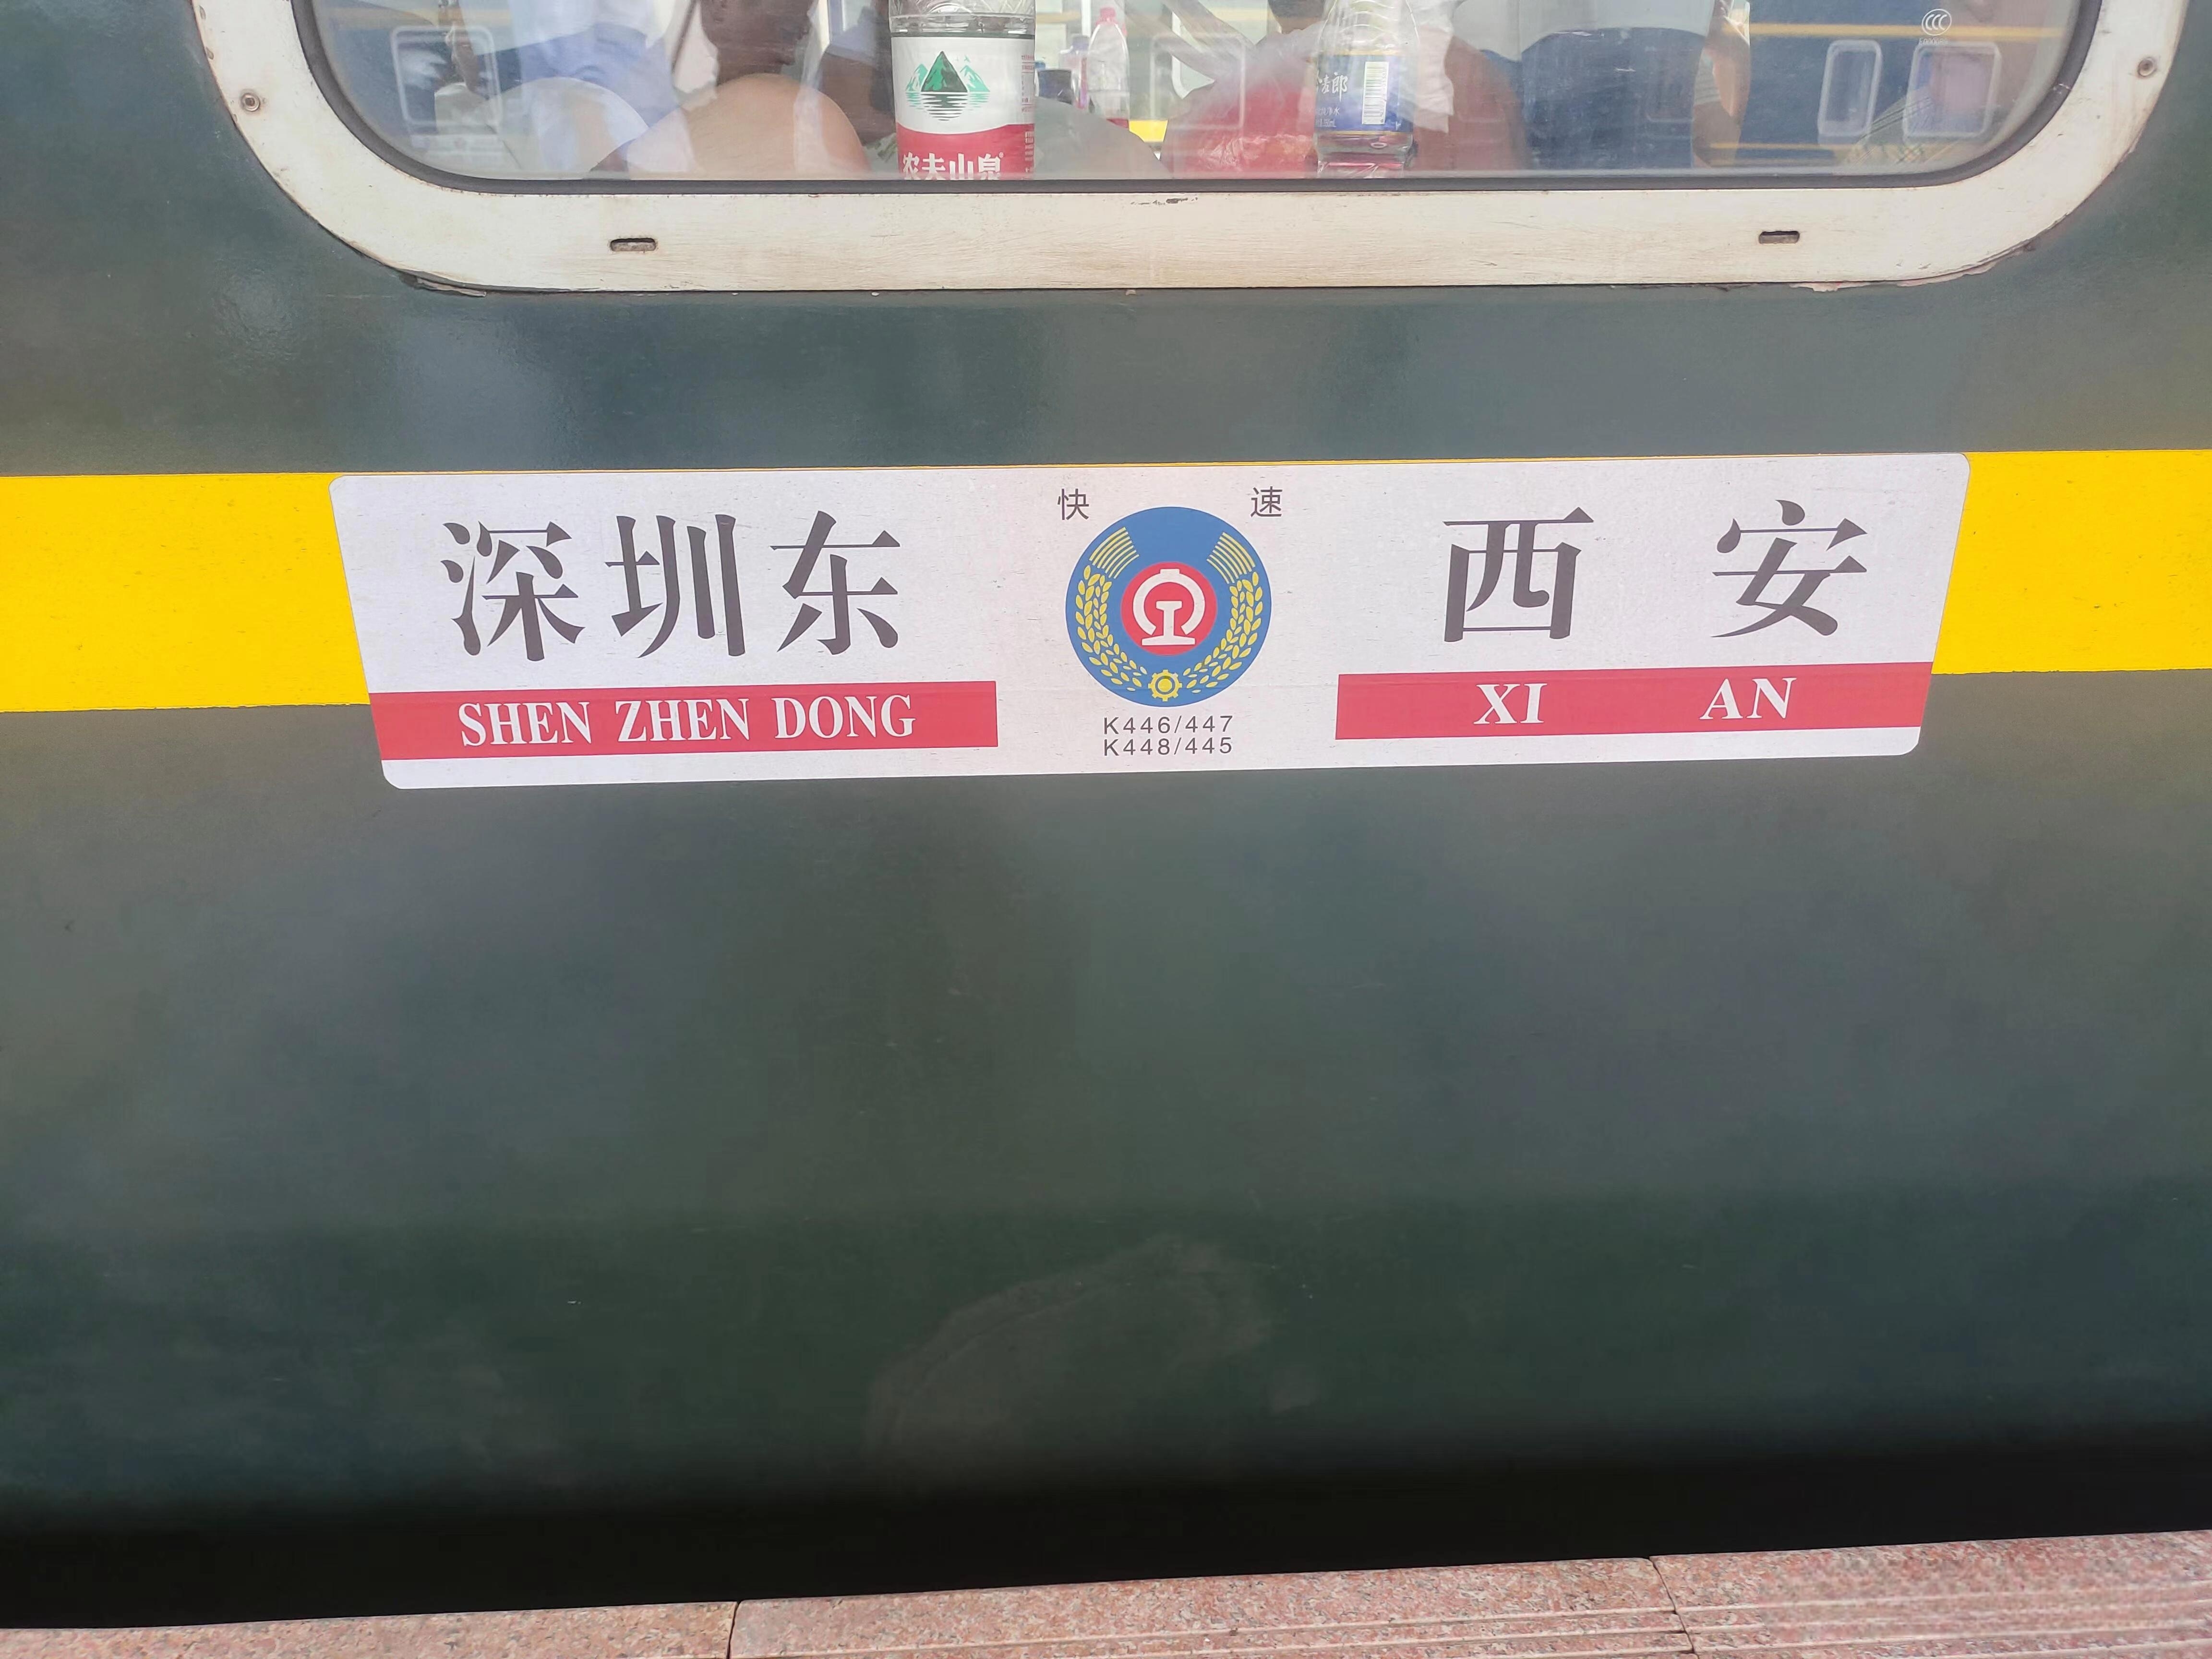 农夫山泉
快 速
深圳东 西 安
SHEN ZHEN DONG XI AN
K446/447
K448/445